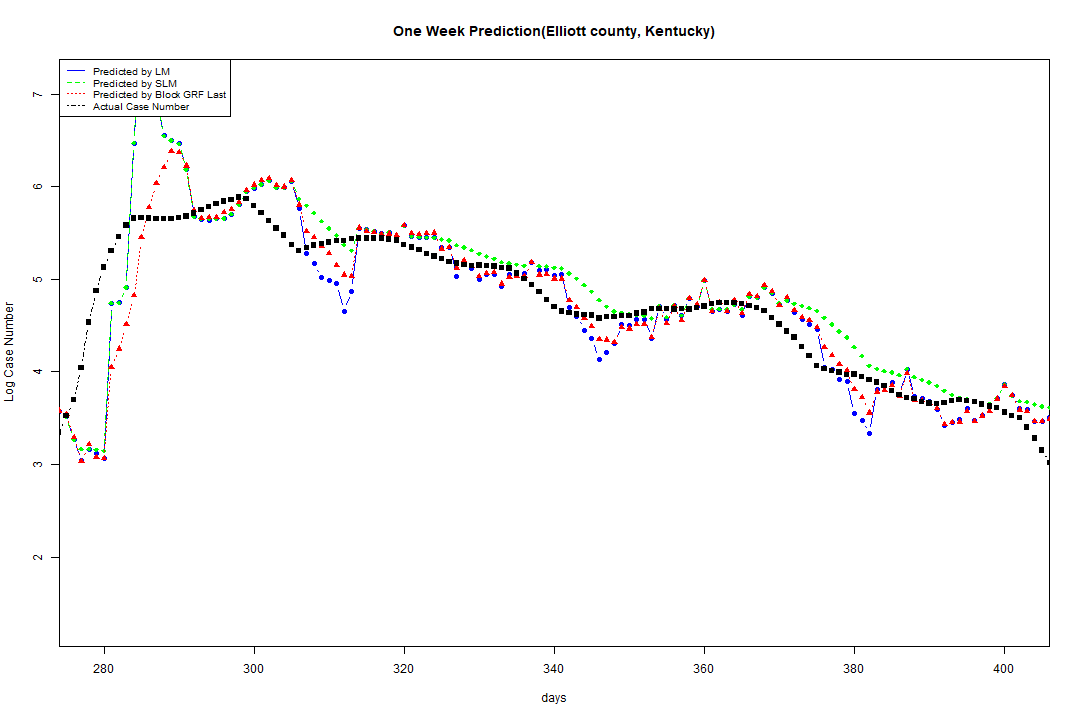 One Week Prediction(Elliott county, Kentucky)
Predicted by LM
Predicted by SLM
Predicted by Block GRF Last
Actual Case Number
Log Case Number
7
6
5
4
3
2
280 300 320 340 360 380 400
days